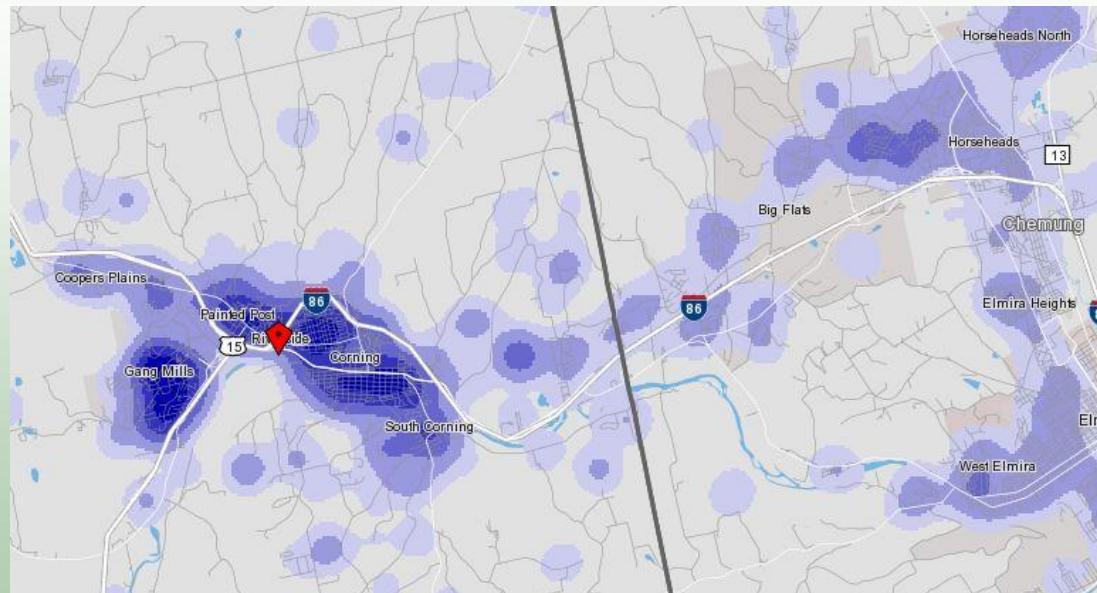 Horseheads North
Horseheads
13
Big Flats
Chemung
Coopers Plains
86
86
Elmira Heights
Painted Post
15
Corning
Gang Mills
South Corning
West Elmira